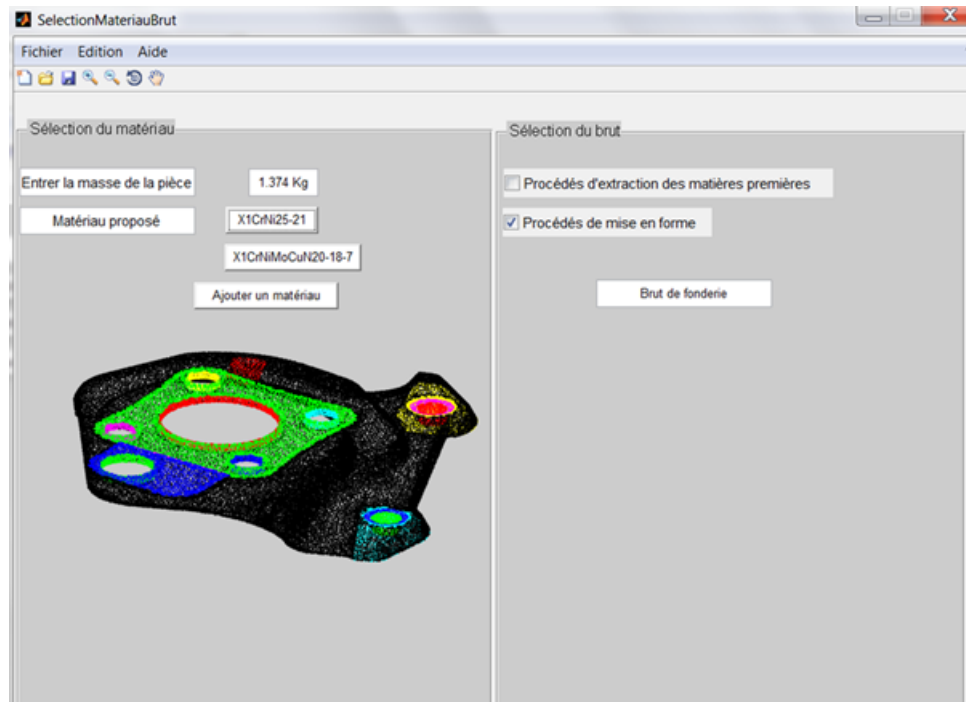 SelectionMateriauBrut
Fichier Edition Aide
Sélection du matériau
Entrer la masse de la pièce 1.374 Kg
Matériau proposé X1CrNi25-21
X1CrNiMoCuN20-18-7
Ajouter un matériau
Sélection du brut
Procédés d'extraction des matières premières
Procédés de mise en forme
Brut de fonderie